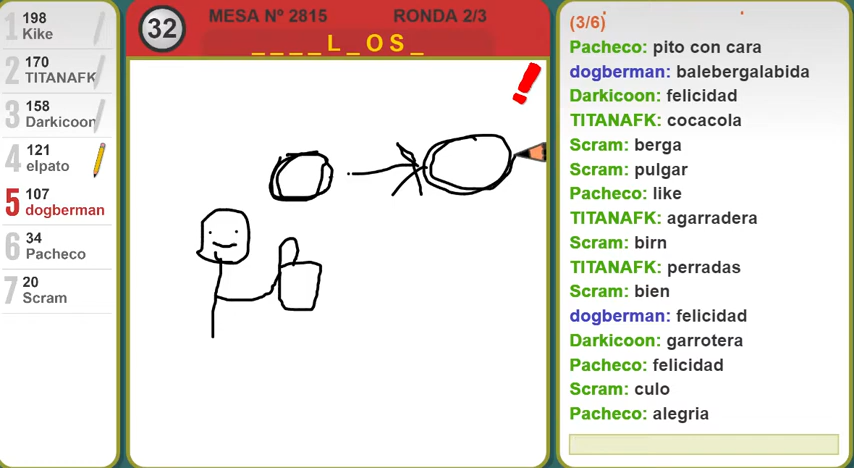 1 198
Kike
2 170
TITANAFK
3 158
Darkicoon
4 121
elpato
5 107
dogberman
6 34
Pacheco
7 20
Scram
32
MESA Nº 2815
RONDA 2/3
_ _ _ _ L _ O S _
(3/6)
Pacheco: pito con cara
dogberman: balebergalabida
Darkicoon: felicidad
TITANAFK: cocacola
Scram: berga
Scram: pulgar
Pacheco: like
TITANAFK: agarradera
Scram: birn
TITANAFK: perradas
Scram: bien
dogberman: felicidad
Darkicoon: garrotera
Pacheco: felicidad
Scram: culo
Pacheco: alegria